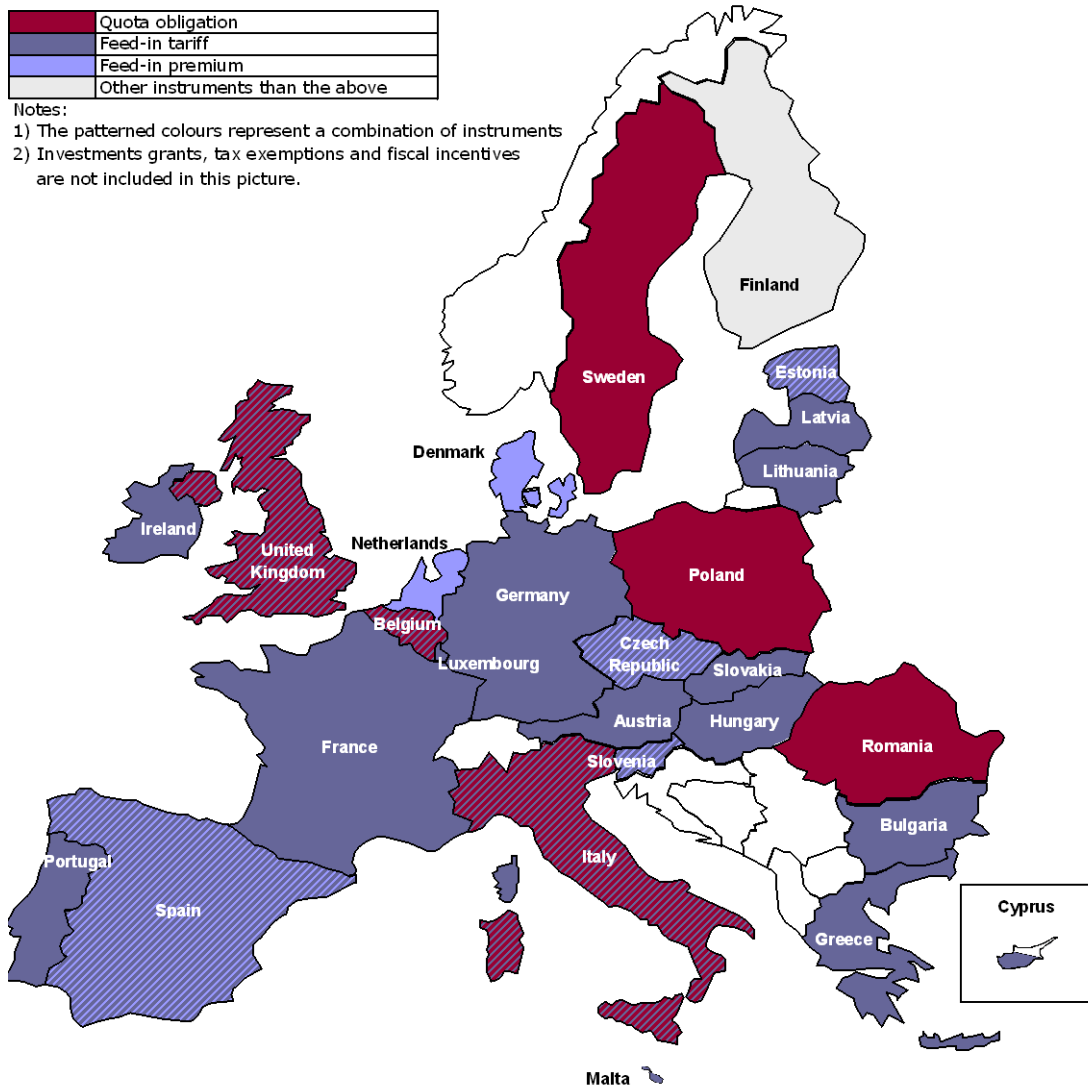 Quota obligation
Feed-in tariff
Feed-in premium
Other instruments than the above
Notes:
1) The patterned colours represent a combination of instruments
2) Investments grants, tax exemptions and fiscal incentives
are not included in this picture.
Finland
Sweden
Estonia
Latvia
Denmark
Lithuania
Ireland
Netherlands
United
Kingdom
Poland
Germany
Belgium
Czech
Republic
Luxembourg
Slovakia
Austria
Hungary
France
Romania
Slovenia
Bulgaria
Italy
Portugal
Spain
Cyprus
Greece
Malta